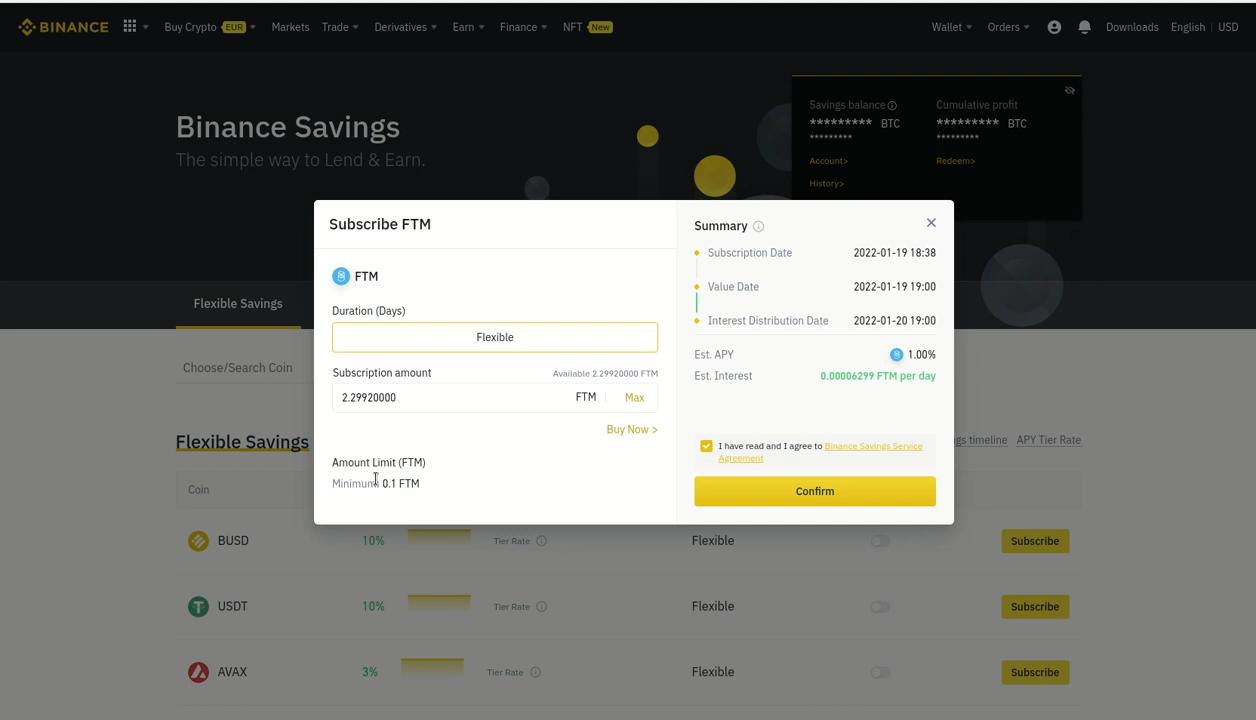 BINANCE
Buy Crypto EUR
Markets
Trade
Derivatives
Earn
Finance
NFT New
Wallet
Orders
Downloads
English | USD
Binance Savings
The simple way to Lend & Earn.
Savings balance
********* BTC
*********
Account>
History>
Cumulative profit
********* BTC
*********
Redeem>
Flexible Savings
Choose/Search Coin
Subscribe FTM
FTM
Duration (Days)
Flexible
Subscription amount
Available 2.29920000 FTM
2.29920000
FTM
Max
Buy Now >
Amount Limit (FTM)
Minimum 0.1 FTM
Summary
Subscription Date 2022-01-19 18:38
Value Date 2022-01-19 19:00
Interest Distribution Date 2022-01-20 19:00
Est. APY 1.00%
Est. Interest 0.00006299 FTM per day
I have read and I agree to Binance Savings Service
Agreement
Confirm
Flexible Savings
timeline
APY Tier Rate
Coin
BUSD 10% Tier Rate Flexible Subscribe
USDT 10% Tier Rate Flexible Subscribe
AVAX 3% Tier Rate Flexible Subscribe